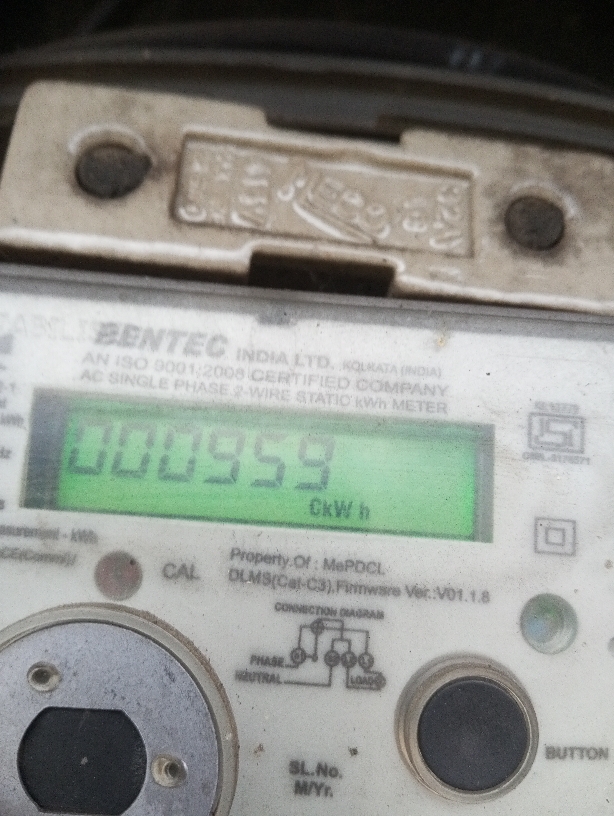 BENTEC INDIA LTD. KOLKATA (INDIA)
AN ISO 9001:2008 CERTIFIED COMPANY
AC SINGLE PHASE 2-WIRE STATIC kWh METER
000959
CkW h
CAL
Property.Of : MePDCL
DLMS(Cat-C3),Firmware Ver.:V01.1.8
CONNECTION DIAGRAM
PHASE
NEUTRAL
LOAD
BUTTON
SL.No.
M/Yr.